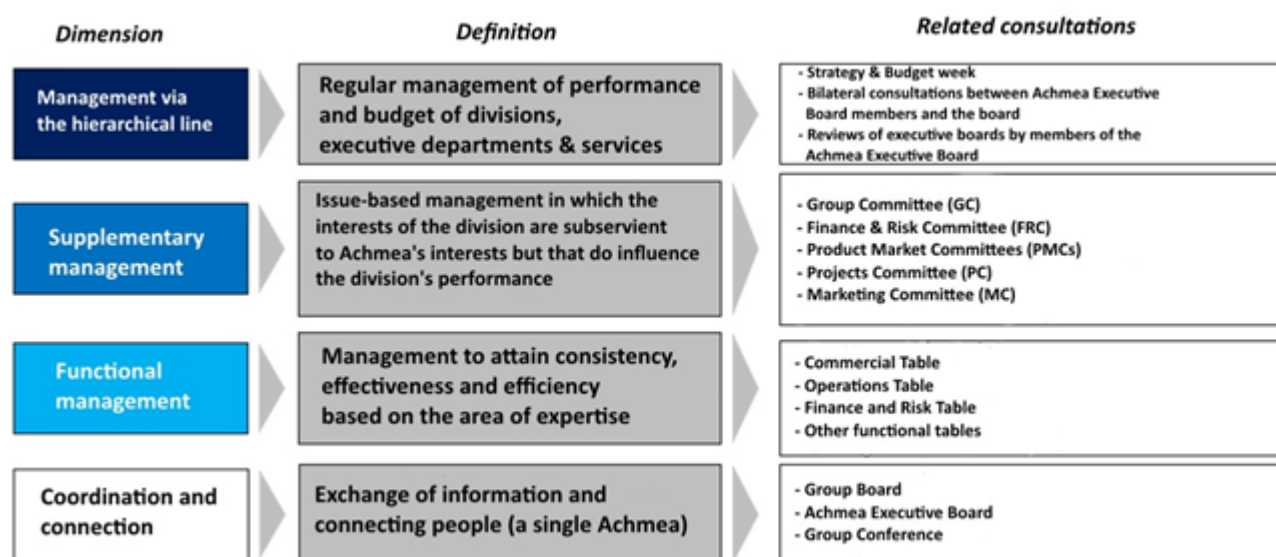 Dimension
Definition
Related consultations
Management via
the hierarchical line
Regular management of performance
and budget of divisions,
executive departments & services
- Strategy & Budget week
- Bilateral consultations between Achmea Executive
Board members and the board
- Reviews of executive boards by members of the
Achmea Executive Board
Supplementary
management
Issue-based management in which the
interests of the division are subservient
to Achmea's interests but that do influence
the division's performance
- Group Committee (GC)
- Finance & Risk Committee (FRC)
- Product Market Committees (PMCs)
- Projects Committee (PC)
- Marketing Committee (MC)
Functional
management
Management to attain consistency,
effectiveness and efficiency
based on the area of expertise
- Commercial Table
- Operations Table
- Finance and Risk Table
- Other functional tables
Coordination and
connection
Exchange of information and
connecting people (a single Achmea)
- Group Board
- Achmea Executive Board
- Group Conference